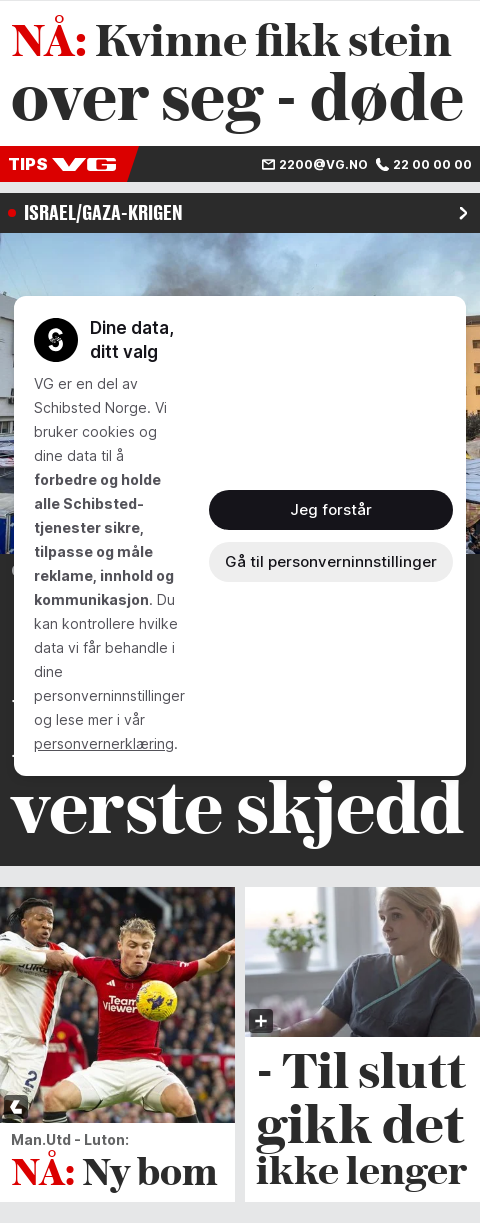 NÅ: Kvinne fikk stein
over seg - døde
TIPS VG 2200@VG.NO 22 00 00 00
ISRAEL/GAZA-KRIGEN
Dine data,
ditt valg
VG er en del av
Schibsted Norge. Vi
bruker cookies og
dine data til å
forbedre og holde
alle Schibsted-
tjenester sikre,
tilpasse og måle
reklame, innhold og
kommunikasjon. Du
kan kontrollere hvilke
data vi får behandle i
dine
personverninnstillinger
og lese mer i vår
personvernerklæring.
Jeg forstår
Gå til personverninnstillinger
verste skjedd
TeamViewer
2
Man.Utd - Luton:
NÅ: Ny bom
- Til slutt
gikk det
ikke lenger